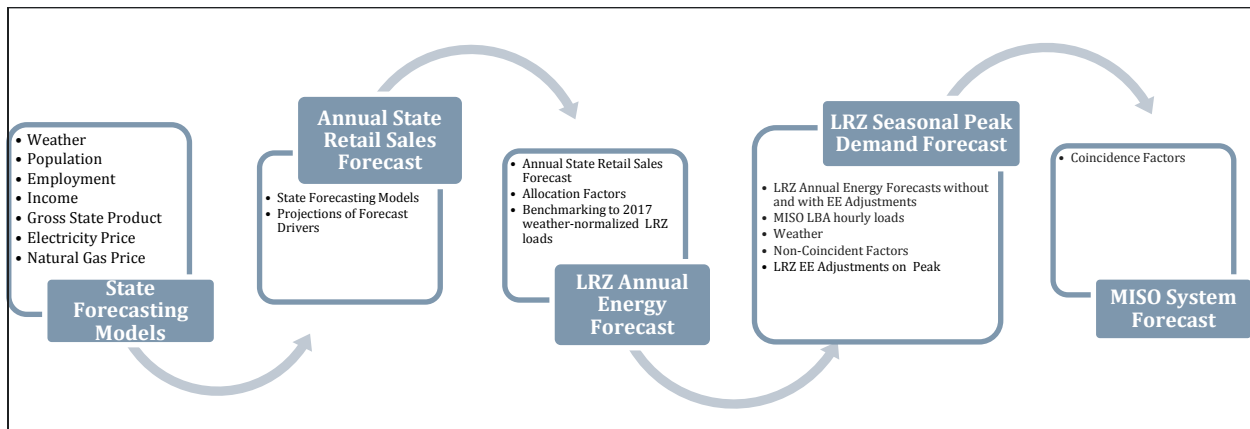 • Weather
• Population
• Employment
• Income
• Gross State Product
• Electricity Price
• Natural Gas Price
State
Forecasting
Models
Annual State
Retail Sales
Forecast
• State Forecasting Models
• Projections of Forecast
Drivers
• Annual State Retail Sales
Forecast
• Allocation Factors
• Benchmarking to 2017
weather-normalized LRZ
loads
LRZ Annual
Energy
Forecast
LRZ Seasonal Peak
Demand Forecast
• LRZ Annual Energy Forecasts without
and with EE Adjustments
• MISO LBA hourly loads
• Weather
• Non-Coincident Factors
• LRZ EE Adjustments on Peak
• Coincidence Factors
MISO System
Forecast